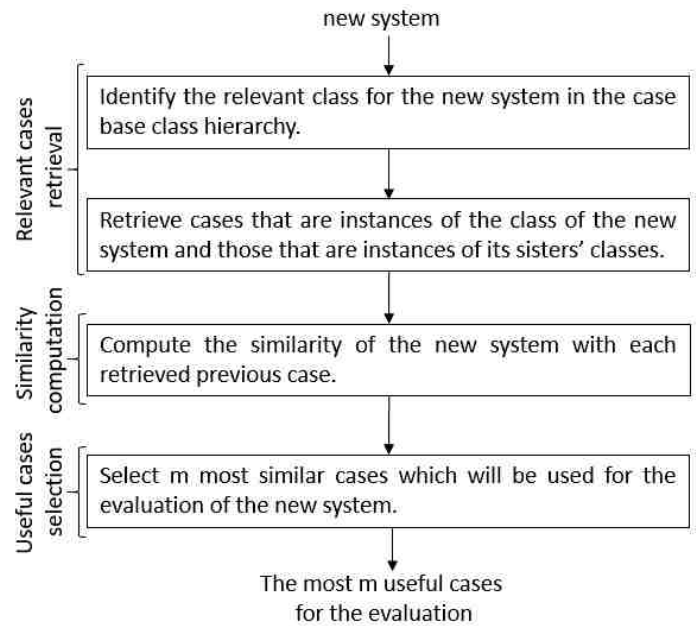 new system
Relevant cases
retrieval
Identify the relevant class for the new system in the case
base class hierarchy.
Retrieve cases that are instances of the class of the new
system and those that are instances of its sisters’ classes.
Similarity
computation
Compute the similarity of the new system with each
retrieved previous case.
Useful cases
selection
Select m most similar cases which will be used for the
evaluation of the new system.
The most m useful cases
for the evaluation